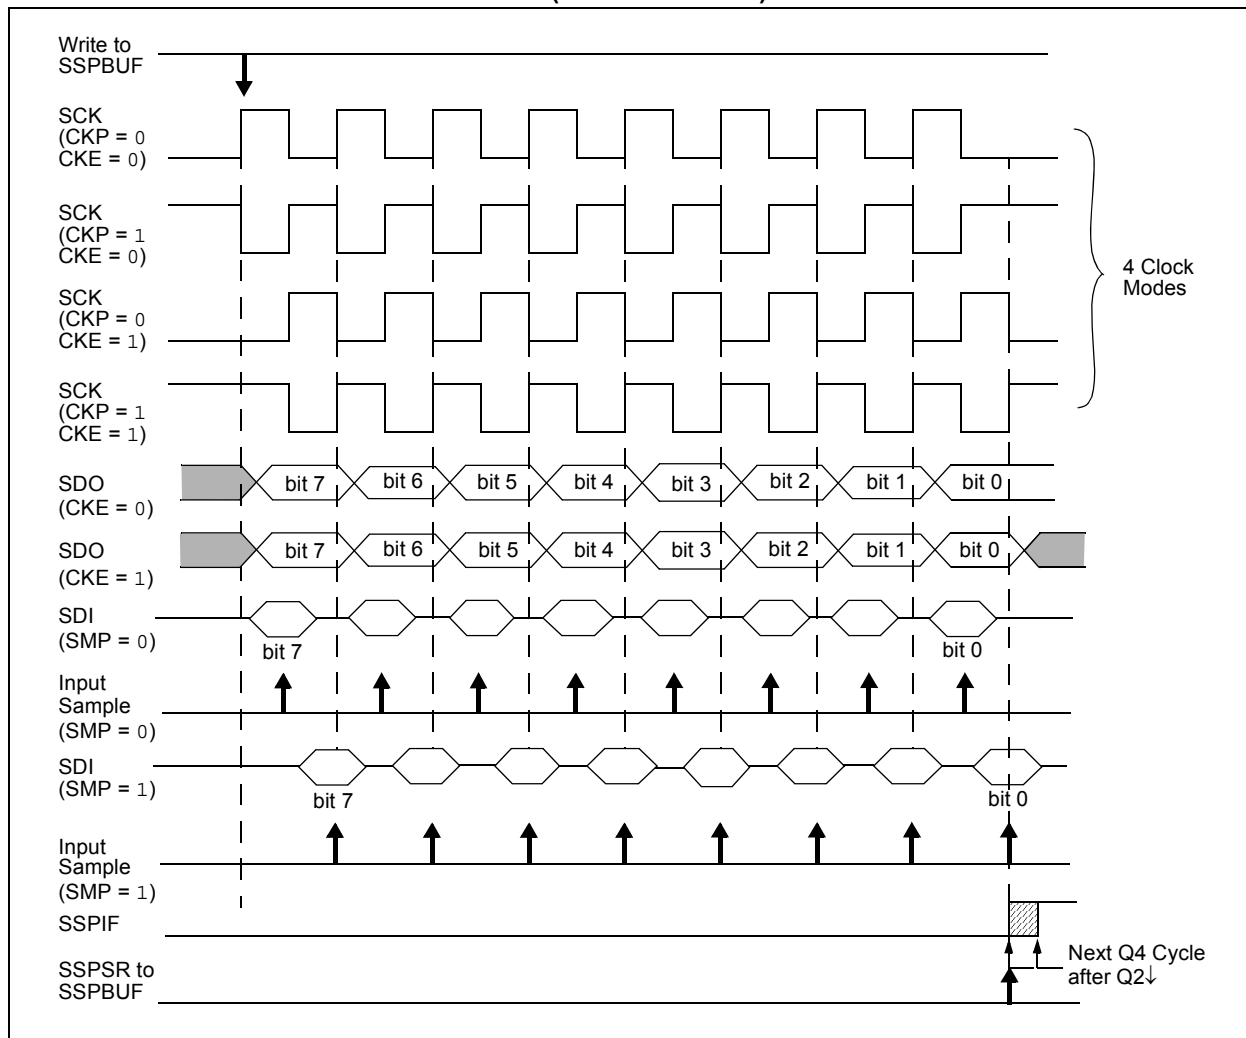 Write to
SSPBUF
SCK
(CKP = 0
CKE = 0)
SCK
(CKP = 1
CKE = 0)
4 Clock
Modes
SCK
(CKP = 0
CKE = 1)
SCK
(CKP = 1
CKE = 1)
SDO
(CKE = 0)
bit 7 bit 6 bit 5 bit 4 bit 3 bit 2 bit 1 bit 0
SDO
(CKE = 1)
bit 7 bit 6 bit 5 bit 4 bit 3 bit 2 bit 1 bit 0
SDI
(SMP = 0)
bit 7 bit 0
Input
Sample
(SMP = 0)
SDI
(SMP = 1)
bit 7 bit 0
Input
Sample
(SMP = 1)
SSPIF
Next Q4 Cycle
after Q2↓
SSPSR to
SSPBUF